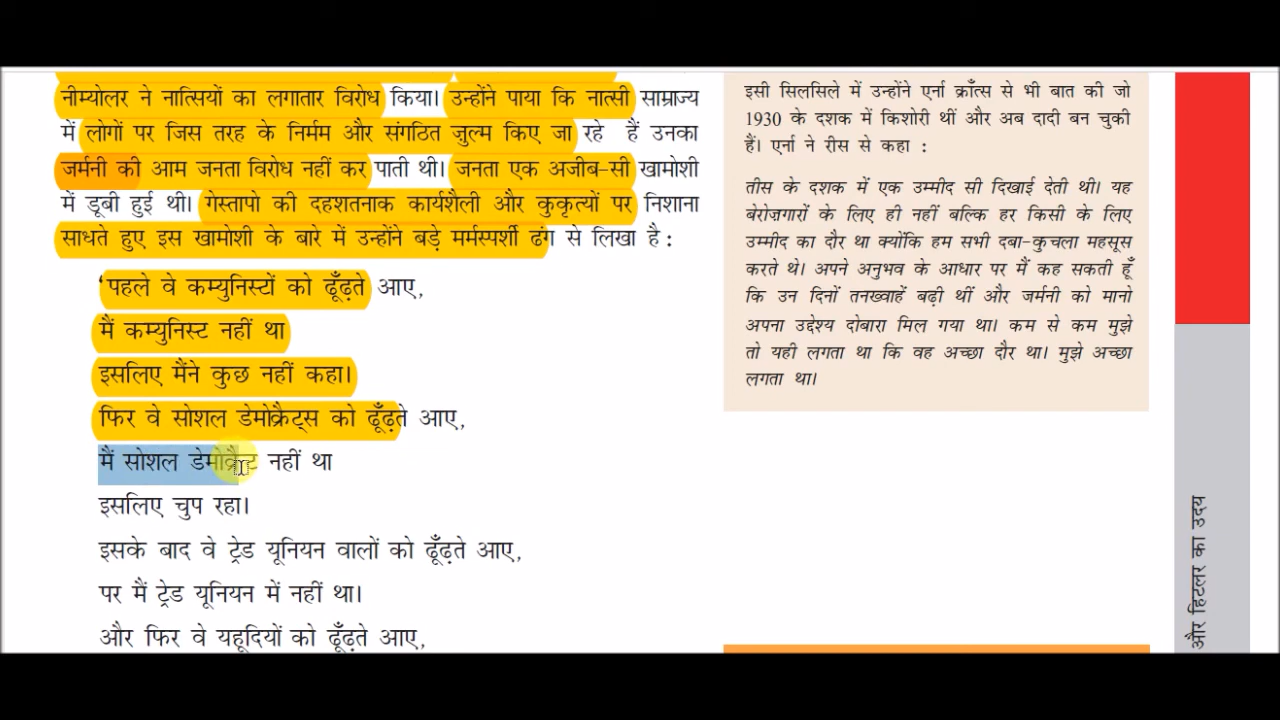 नीम्योलर ने नात्सियों का लगातार विरोध किया। उन्होंने पाया कि नात्सी साम्राज्य
में लोगों पर जिस तरह के निर्मम और संगठित ज़ुल्म किए जा रहे हैं उनका
जर्मनी की आम जनता विरोध नहीं कर पाती थी। जनता एक अजीब-सी खामोशी
में डूबी हुई थी। गेस्तापो की दहशतनाक कार्यशैली और कुकृत्यों पर निशाना
साधते हुए इस खामोशी के बारे में उन्होंने बड़े मर्मस्पर्शी ढंग से लिखा है :
‘पहले वे कम्युनिस्टों को ढूँढ़ते आए,
मैं कम्युनिस्ट नहीं था
इसलिए मैंने कुछ नहीं कहा।
फिर वे सोशल डेमोक्रैट्स को ढूँढ़ते आए,
मैं सोशल डेमोक्रैट नहीं था
इसलिए चुप रहा।
इसके बाद वे ट्रेड यूनियन वालों को ढूँढ़ते आए,
पर मैं ट्रेड यूनियन में नहीं था।
और फिर वे यहूदियों को ढूँढ़ते आए,
इसी सिलसिले में उन्होंने एर्ना क्राँत्स से भी बात की जो
1930 के दशक में किशोरी थीं और अब दादी बन चुकी
हैं। एर्ना ने रीस से कहा :
तीस के दशक में एक उम्मीद सी दिखाई देती थी। यह
बेरोज़गारों के लिए ही नहीं बल्कि हर किसी के लिए
उम्मीद का दौर था क्योंकि हम सभी दबा-कुचला महसूस
करते थे। अपने अनुभव के आधार पर मैं कह सकती हूँ
कि उन दिनों तनख्वाहें बढ़ी थीं और जर्मनी को मानो
अपना उद्देश्य दोबारा मिल गया था। कम से कम मुझे
तो यही लगता था कि वह अच्छा दौर था। मुझे अच्छा
लगता था।
और हिटलर का उदय